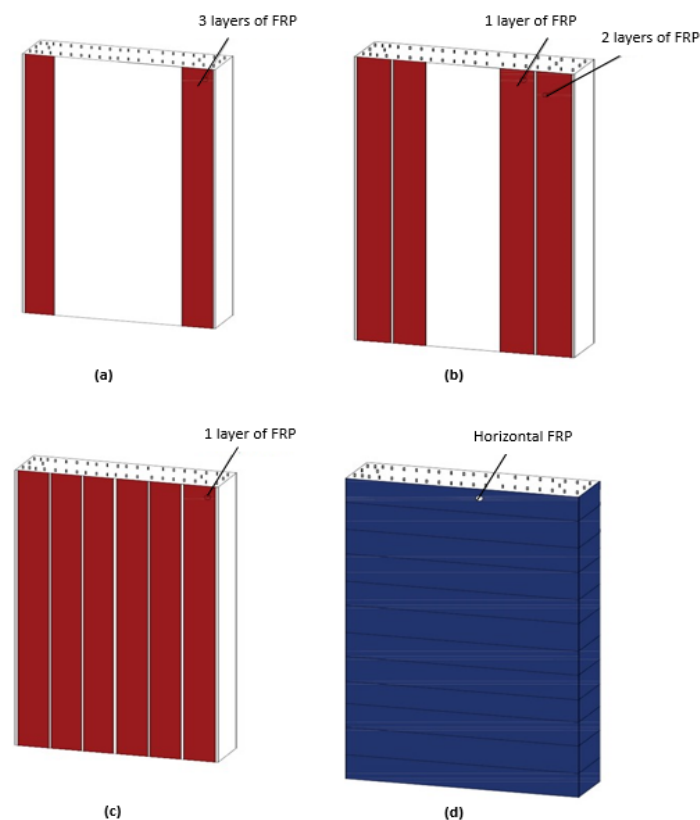 3 layers of FRP
1 layer of FRP
2 layers of FRP
(a)
(b)
1 layer of FRP
Horizontal FRP
(c)
(d)